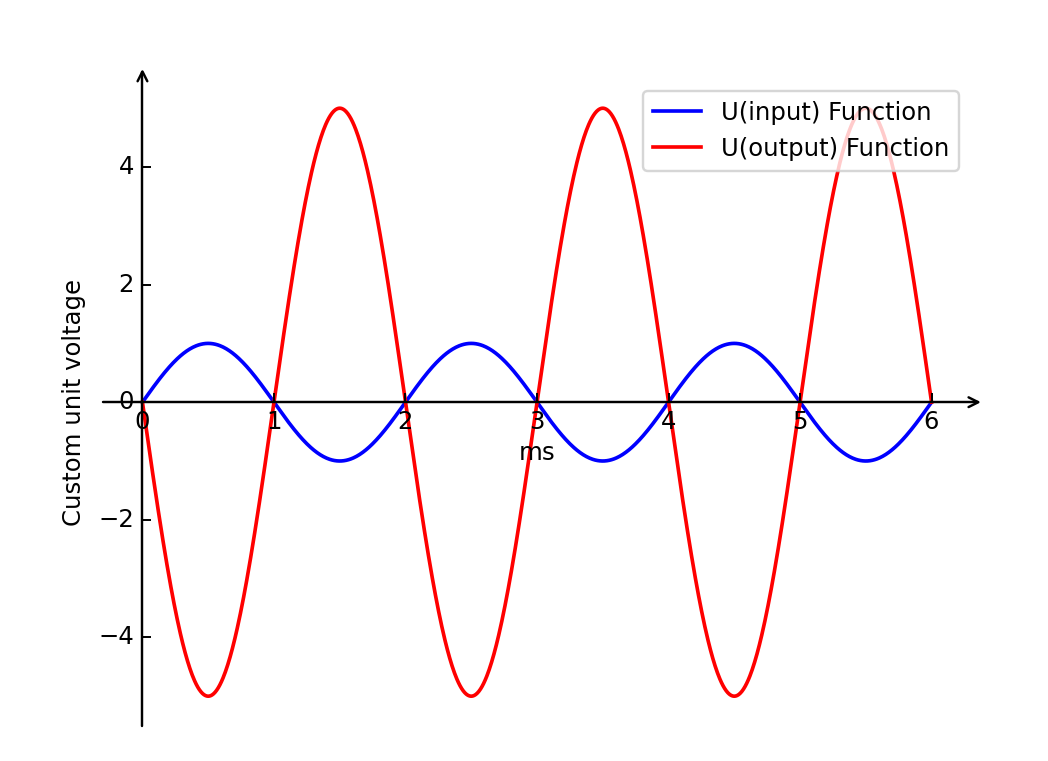 U(input) Function
U(output) Function
Custom unit voltage
4
2
0
−2
−4
0 1 2 3 4 5 6
ms